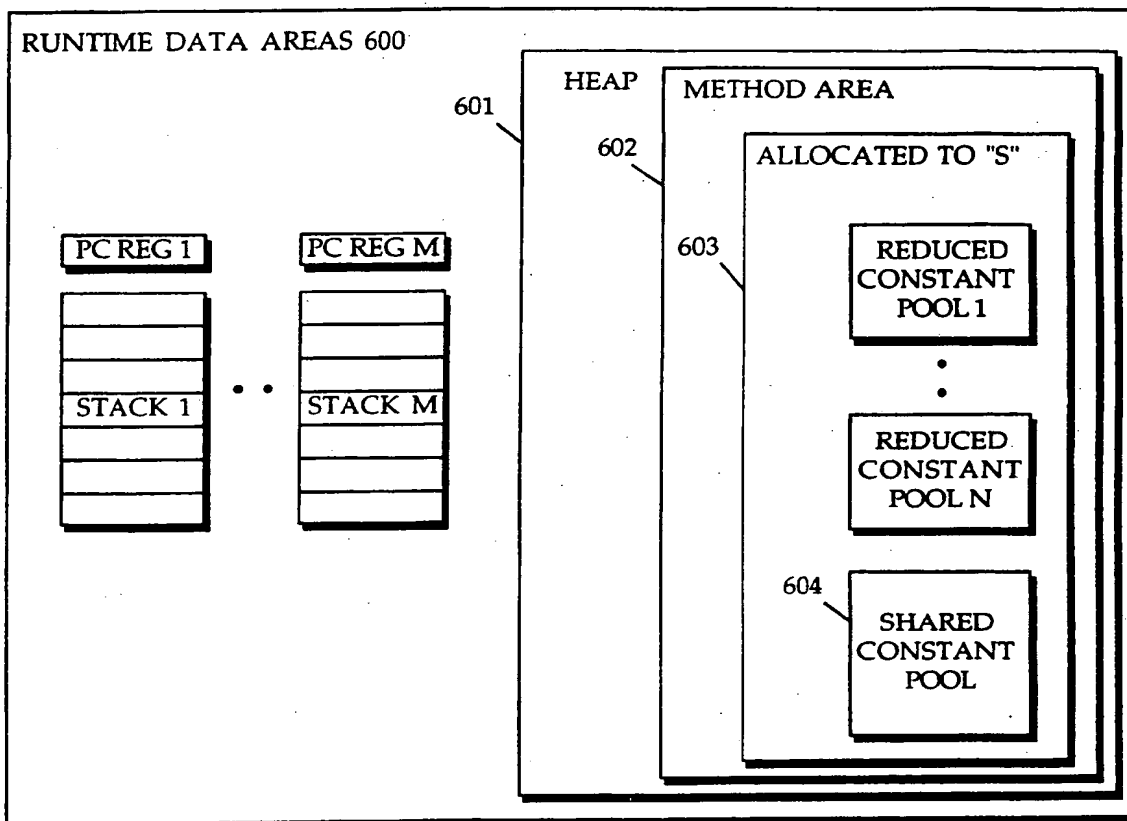 RUNTIME DATA AREAS 600
HEAP
METHOD AREA
601
602
ALLOCATED TO "S"
603
PC REG 1
PC REG M
REDUCED
CONSTANT
POOL 1
STACK 1
STACK M
REDUCED
CONSTANT
POOL N
604
SHARED
CONSTANT
POOL